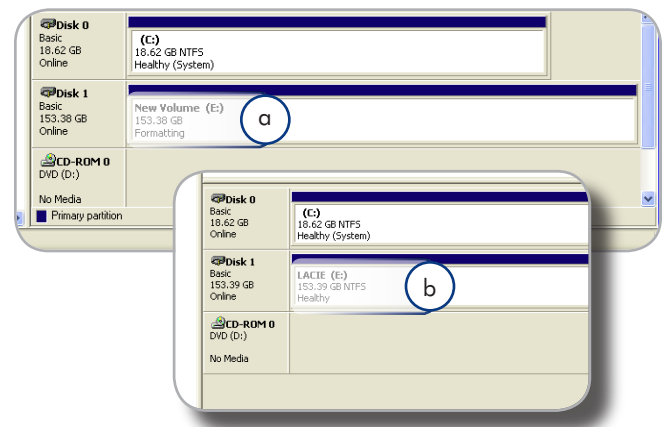 Disk 0
Basic
18.62 GB
Online
(C:)
18.62 GB NTFS
Healthy (System)
Disk 1
Basic
153.38 GB
Online
New Volume (E:)
153.38 GB
Formatting
a
CD-ROM 0
DVD (D:)
No Media
Primary partition
Disk 0
Basic
18.62 GB
Online
(C:)
18.62 GB NTFS
Healthy (System)
Disk 1
Basic
153.39 GB
Online
LACIE (E:)
153.39 GB NTFS
Healthy
b
CD-ROM 0
DVD (D:)
No Media